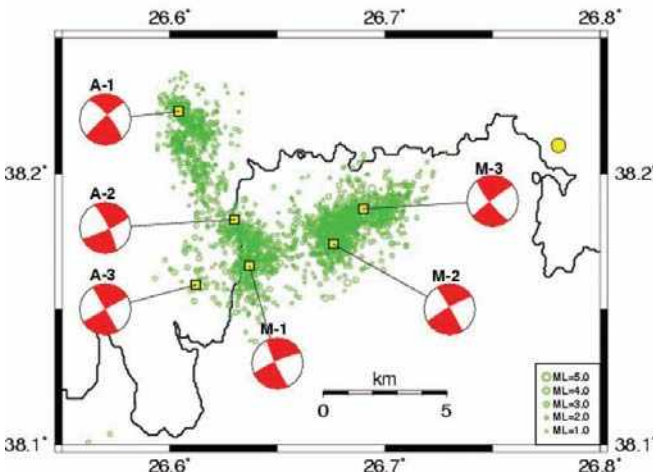 26.6° 26.7° 26.8°
A-1
38.2° 38.2°
M-3
A-2
A-3
M-2
M-1
km
0 5
ML=5.0
ML=4.0
ML=3.0
ML=2.0
ML=1.0
38.1° 38.1°
26.6° 26.7° 26.8°